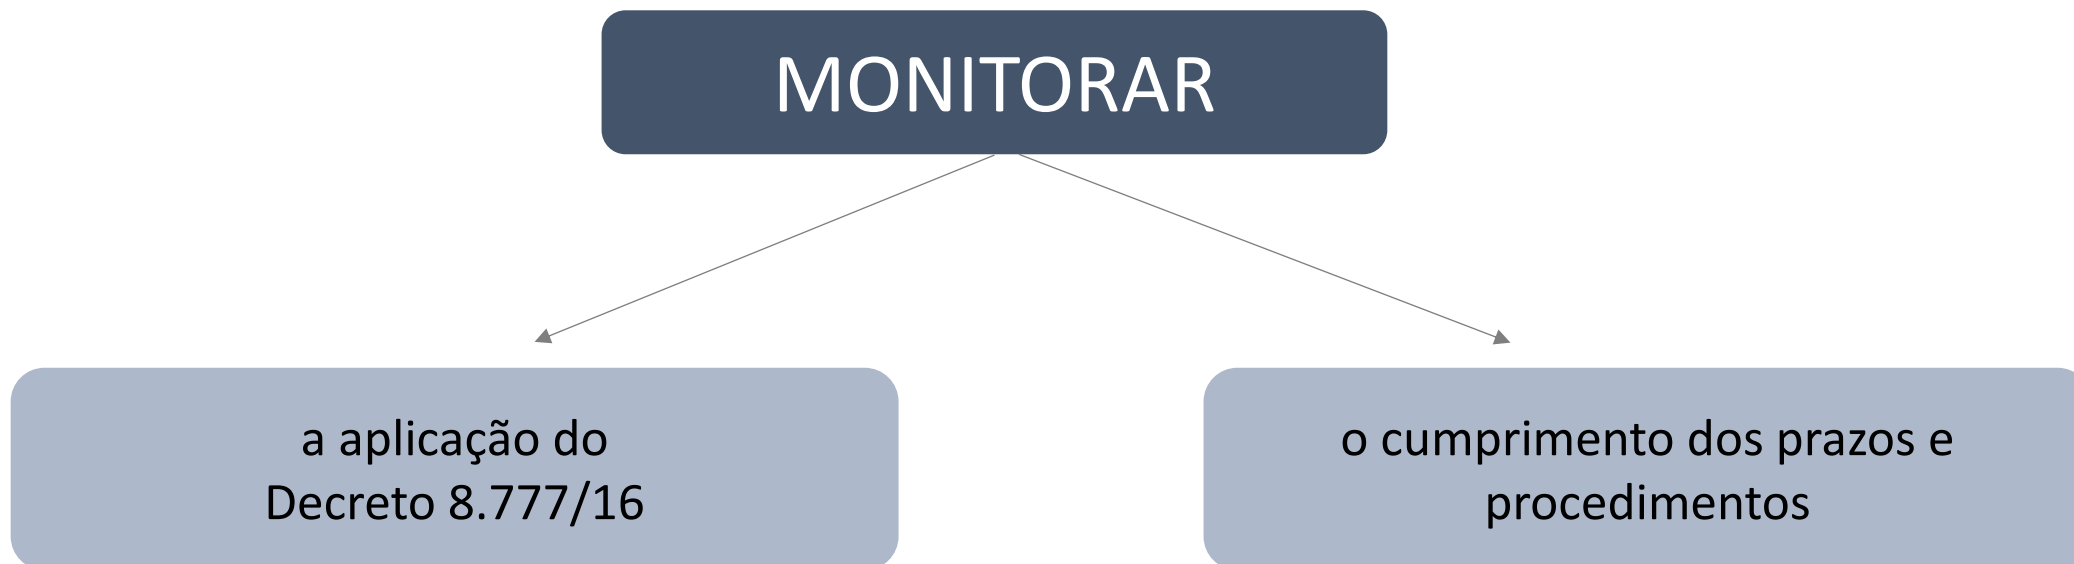 MONITORAR
a aplicação do
Decreto 8.777/16
o cumprimento dos prazos e
procedimentos